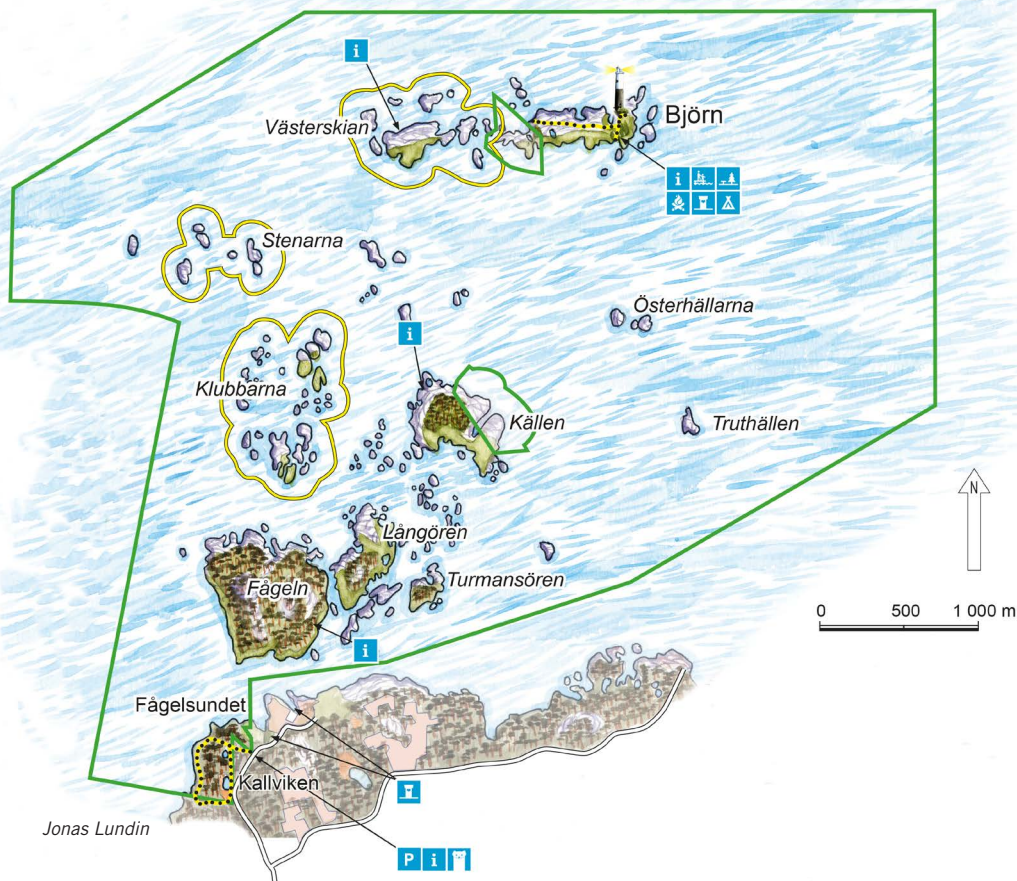 i
Västerskian
Björn
i
Stenarna
Österhällarna
i
Klubbarna
Källen
Truthällen
N
Långören
Fågeln
Turmansören
0 500 1 000 m
i
Fågelsundet
Kallviken
Jonas Lundin
P i